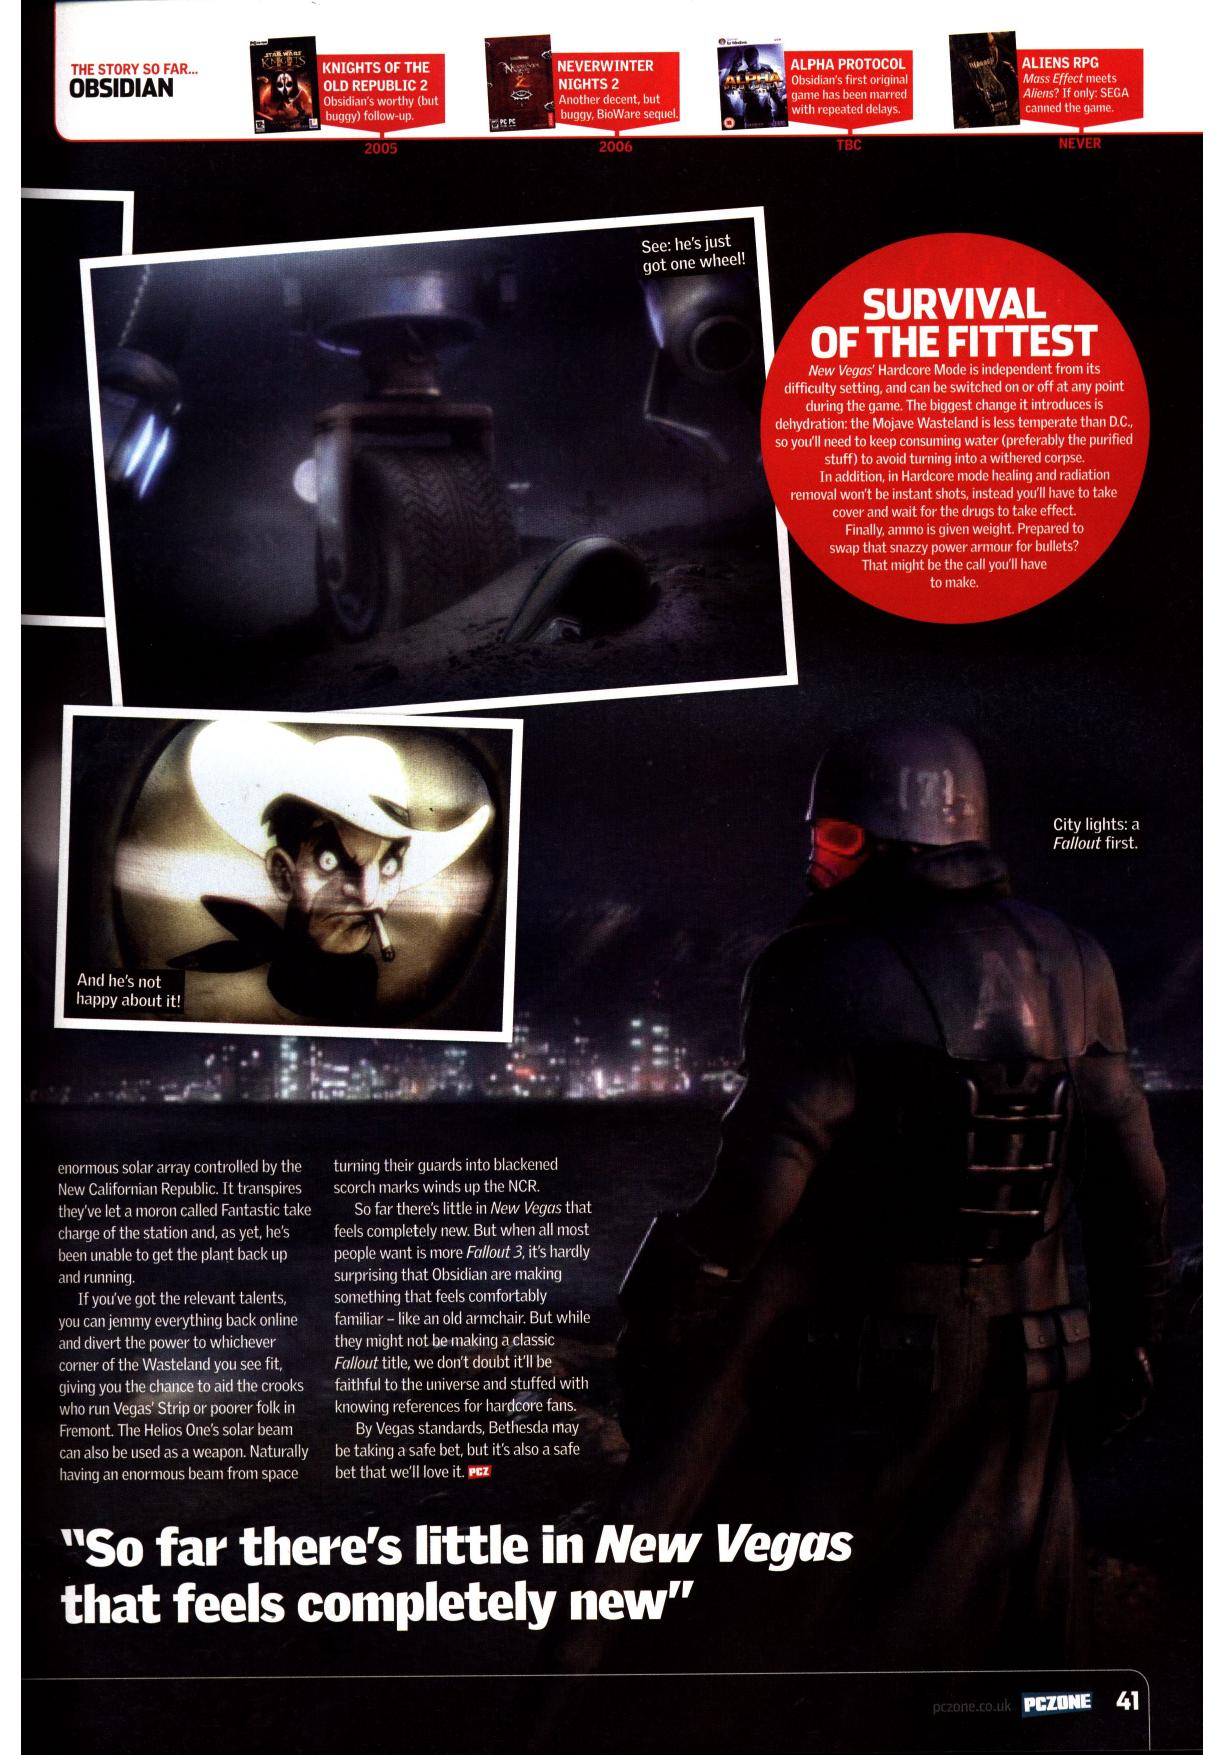 THE STORY SO FAR...
OBSIDIAN
KNIGHTS OF THE
OLD REPUBLIC 2
Obsidian's worthy (but
buggy) follow-up.
2005
NEVERWINTER
NIGHTS 2
Another decent, but
buggy, BioWare sequel.
2006
ALPHA PROTOCOL
Obsidian's first original
game has been marred
with repeated delays.
TBC
ALIENS RPG
Mass Effect meets
Aliens? If only: SEGA
canned the game.
NEVER
STAR WARS
KNIGHTS
ALPHA
See: he's just
got one wheel!
SURVIVAL
OF THE FITTEST
New Vegas' Hardcore Mode is independent from its
difficulty setting, and can be switched on or off at any point
during the game. The biggest change it introduces is
dehydration: the Mojave Wasteland is less temperate than D.C.,
so you'll need to keep consuming water (preferably the purified
stuff) to avoid turning into a withered corpse.
In addition, in Hardcore mode healing and radiation
removal won't be instant shots, instead you'll have to take
cover and wait for the drugs to take effect.
Finally, ammo is given weight. Prepared to
swap that snazzy power armour for bullets?
That might be the call you'll have
to make.
And he's not
happy about it!
City lights: a
Fallout first.
enormous solar array controlled by the
New Californian Republic. It transpires
they've let a moron called Fantastic take
charge of the station and, as yet, he's
been unable to get the plant back up
and running.
If you've got the relevant talents,
you can jemmy everything back online
and divert the power to whichever
corner of the Wasteland you see fit,
giving you the chance to aid the crooks
who run Vegas' Strip or poorer folk in
Fremont. The Helios One's solar beam
can also be used as a weapon. Naturally
having an enormous beam from space
turning their guards into blackened
scorch marks winds up the NCR.
So far there's little in New Vegas that
feels completely new. But when all most
people want is more Fallout 3, it's hardly
surprising that Obsidian are making
something that feels comfortably
familiar – like an old armchair. But while
they might not be making a classic
Fallout title, we don't doubt it'll be
faithful to the universe and stuffed with
knowing references for hardcore fans.
By Vegas standards, Bethesda may
be taking a safe bet, but it's also a safe
bet that we'll love it. PCZ
"So far there's little in New Vegas
that feels completely new"
pczone.co.uk PCZONE 41